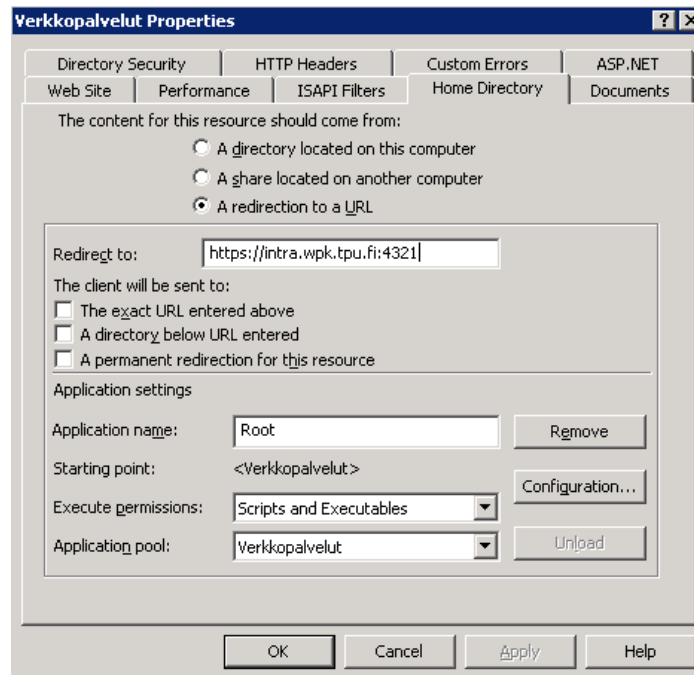 Verkkopalvelut Properties
Directory Security HTTP Headers Custom Errors ASP.NET
Web Site Performance ISAPI Filters Home Directory Documents
The content for this resource should come from:
A directory located on this computer
A share located on another computer
A redirection to a URL
Redirect to: https://intra.wpk.tpu.fi:4321
The client will be sent to:
The exact URL entered above
A directory below URL entered
A permanent redirection for this resource
Application settings
Application name: Root Remove
Starting point: <Verkkopalvelut>
Configuration...
Execute permissions: Scripts and Executables
Application pool: Verkkopalvelut Unload
OK Cancel Apply Help